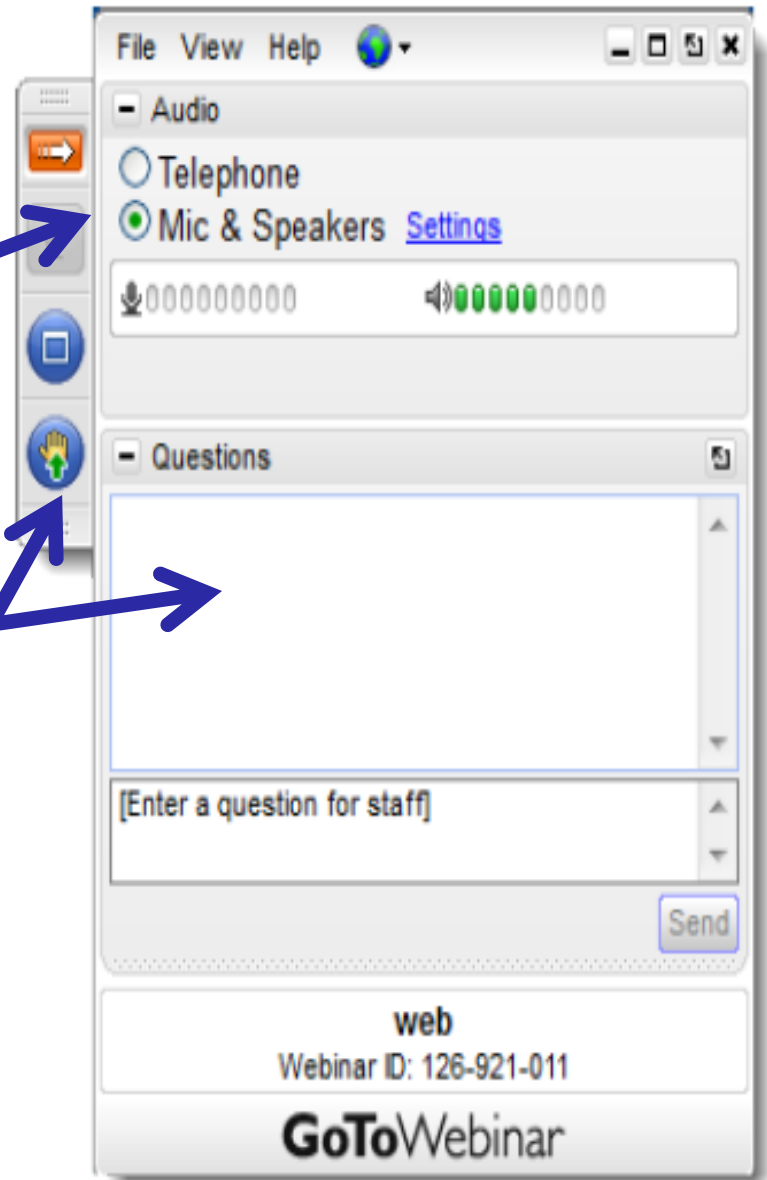 File View Help
Audio
Telephone
Mic & Speakers Settings
Questions
[Enter a question for staff]
Send
web
Webinar ID: 126-921-011
GoToWebinar